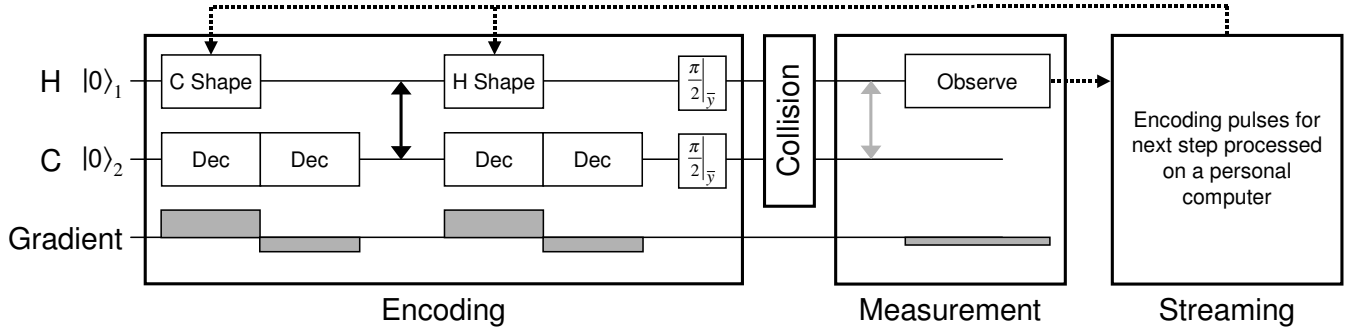 H |0⟩₁ C Shape H Shape π/2|ȳ Observe
C |0⟩₂ Dec Dec Dec Dec π/2|ȳ
Collision
Encoding pulses for
next step processed
on a personal
computer
Gradient
Encoding Measurement Streaming